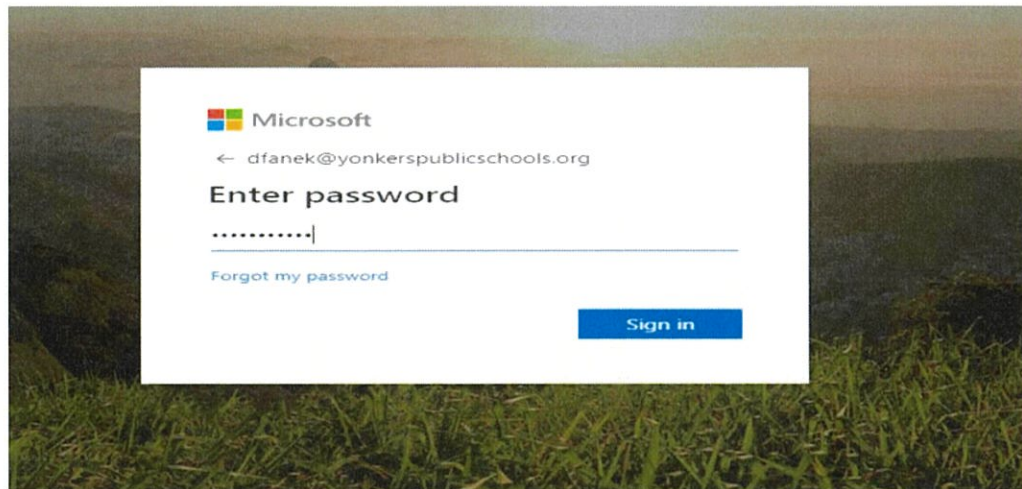 Microsoft
← dfanek@yonkerspublicschools.org
Enter password
•••••••••••
Forgot my password
Sign in